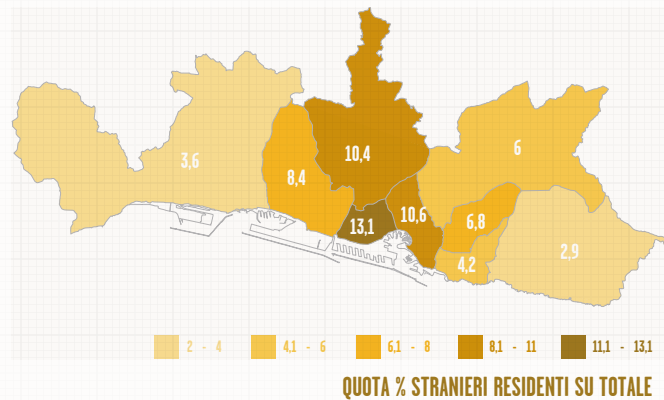 10,4
6
3,6
8,4
10,6
6,8
13,1
2,9
4,2
2 - 4
4,1 - 6
6,1 - 8
8,1 - 11
11,1 - 13,1
QUOTA % STRANIERI RESIDENTI SU TOTALE